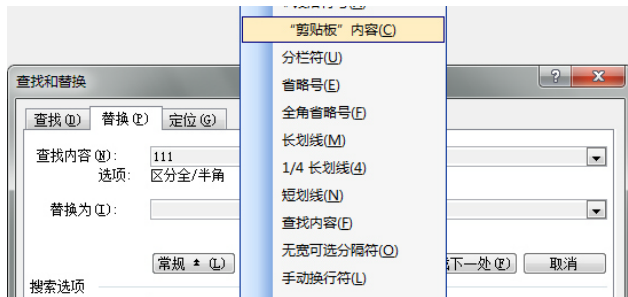 “剪贴板”内容(C)
分栏符(U)
省略号(E)
全角省略号(F)
长划线(M)
1/4 长划线(4)
短划线(N)
查找内容(F)
无宽可选分隔符(O)
手动换行符(L)
查找和替换
查找(D) 替换(P) 定位(G)
查找内容(N): 111
选项: 区分全/半角
替换为(I):
常规 (L) 下一处(F) 取消
搜索选项